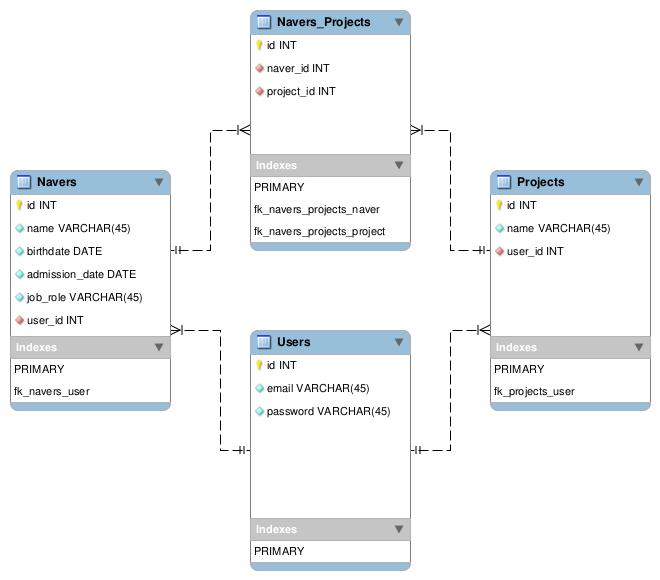 Navers_Projects
id INT
naver_id INT
project_id INT
Indexes
PRIMARY
fk_navers_projects_naver
fk_navers_projects_project
Navers
id INT
name VARCHAR(45)
birthdate DATE
admission_date DATE
job_role VARCHAR(45)
user_id INT
Indexes
PRIMARY
fk_navers_user
Projects
id INT
name VARCHAR(45)
user_id INT
Indexes
PRIMARY
fk_projects_user
Users
id INT
email VARCHAR(45)
password VARCHAR(45)
Indexes
PRIMARY